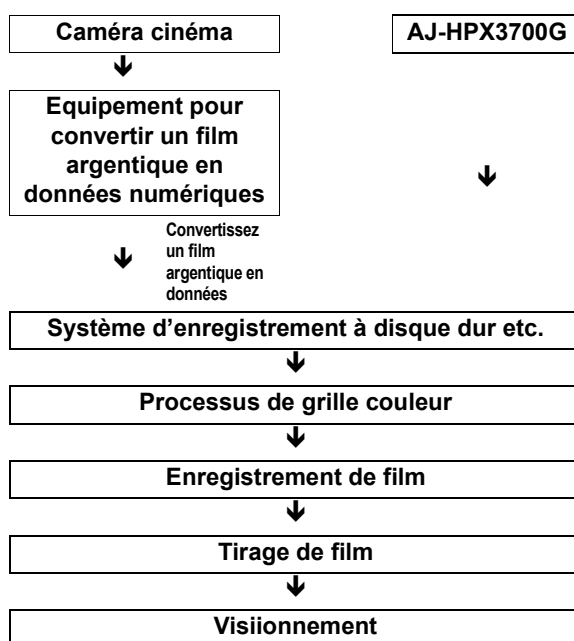 Caméra cinéma
AJ-HPX3700G
Equipement pour
convertir un film
argentique en
données numériques
Convertissez
un film
argentique en
données
Système d'enregistrement à disque dur etc.
Processus de grille couleur
Enregistrement de film
Tirage de film
Visiionnement